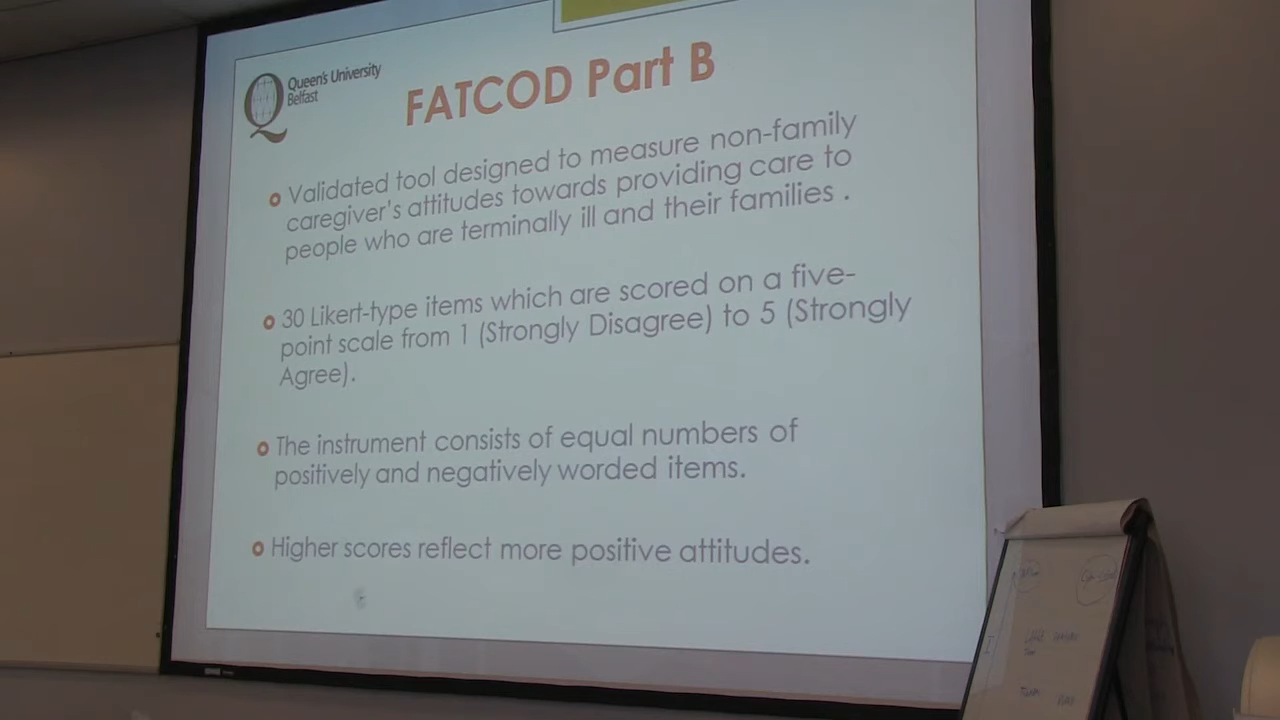 Queen's University
Belfast
FATCOD Part B
Validated tool designed to measure non-family
caregiver's attitudes towards providing care to
people who are terminally ill and their families .
30 Likert-type items which are scored on a five-
point scale from 1 (Strongly Disagree) to 5 (Strongly
Agree).
The instrument consists of equal numbers of
positively and negatively worded items.
Higher scores reflect more positive attitudes.